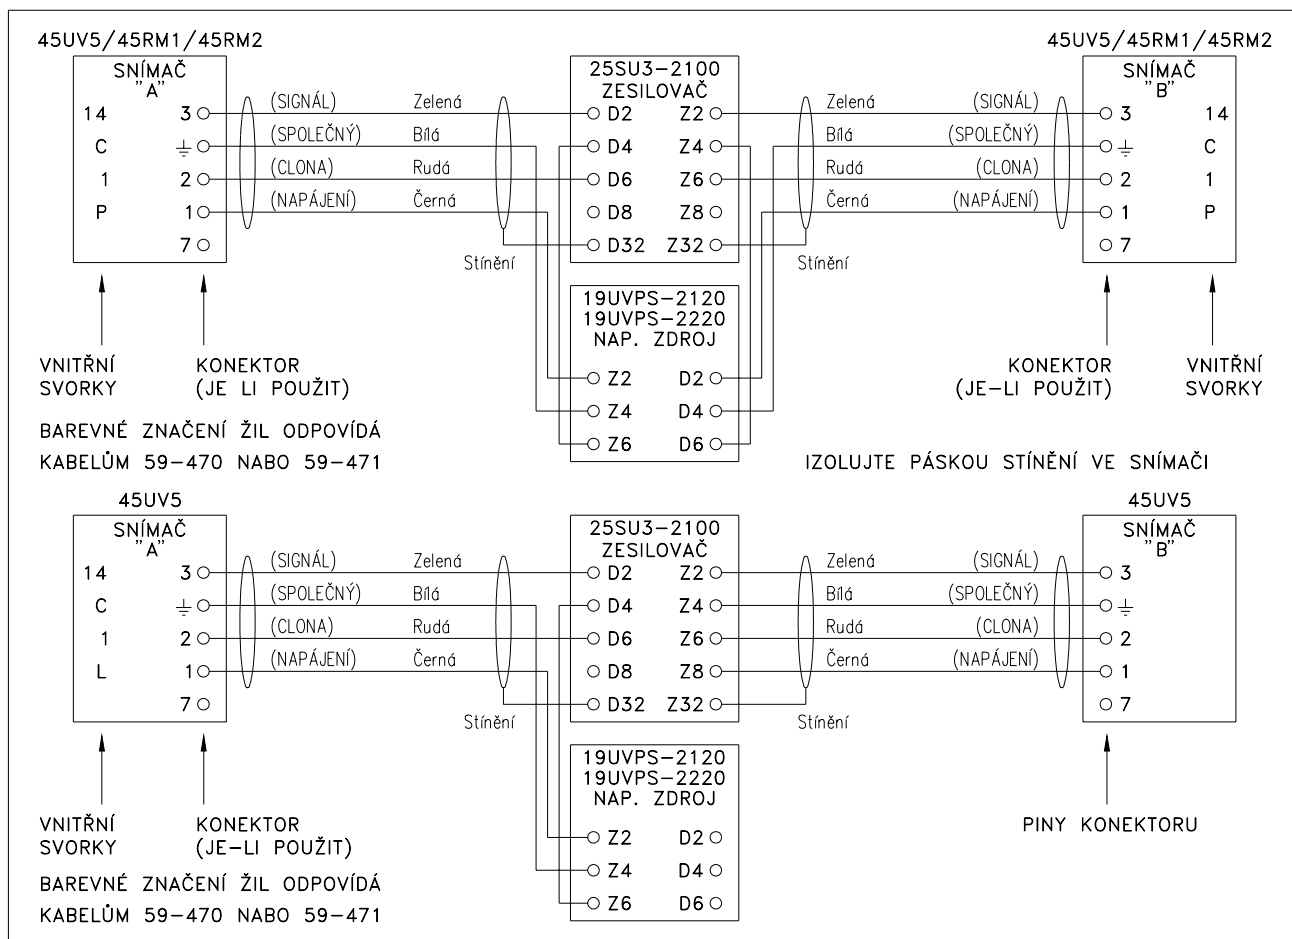 45UV5/45RM1/45RM2
SNÍMAČ
"A"
14 3
C
1 2
P 1
7
(SIGNÁL) Zelená
(SPOLEČNÝ) Bílá
(CLONA) Rudá
(NAPÁJENÍ) Černá
Stínění
25SU3-2100
ZESILOVAČ
D2 Z2
D4 Z4
D6 Z6
D8 Z8
D32 Z32
Zelená (SIGNÁL)
Bílá (SPOLEČNÝ)
Rudá (CLONA)
Černá (NAPÁJENÍ)
Stínění
45UV5/45RM1/45RM2
SNÍMAČ
"B"
3 14
C
2 1
1 P
7
19UVPS-2120
19UVPS-2220
NAP. ZDROJ
Z2 D2
Z4 D4
Z6 D6
VNITŘNÍ
SVORKY
KONEKTOR
(JE LI POUŽIT)
KONEKTOR
(JE-LI POUŽIT)
VNITŘNÍ
SVORKY
BAREVNÉ ZNAČENÍ ŽIL ODPOVÍDÁ
KABELŮM 59-470 NABO 59-471
IZOLUJTE PÁSKOU STÍNĚNÍ VE SNÍMAČI
45UV5
SNÍMAČ
"A"
14 3
C
1 2
L 1
7
(SIGNÁL) Zelená
(SPOLEČNÝ) Bílá
(CLONA) Rudá
(NAPÁJENÍ) Černá
Stínění
25SU3-2100
ZESILOVAČ
D2 Z2
D4 Z4
D6 Z6
D8 Z8
D32 Z32
Zelená (SIGNÁL)
Bílá (SPOLEČNÝ)
Rudá (CLONA)
Černá (NAPÁJENÍ)
Stínění
45UV5
SNÍMAČ
"B"
3
2
1
7
19UVPS-2120
19UVPS-2220
NAP. ZDROJ
Z2 D2
Z4 D4
Z6 D6
VNITŘNÍ
SVORKY
KONEKTOR
(JE-LI POUŽIT)
PINY KONEKTORU
BAREVNÉ ZNAČENÍ ŽIL ODPOVÍDÁ
KABELŮM 59-470 NABO 59-471